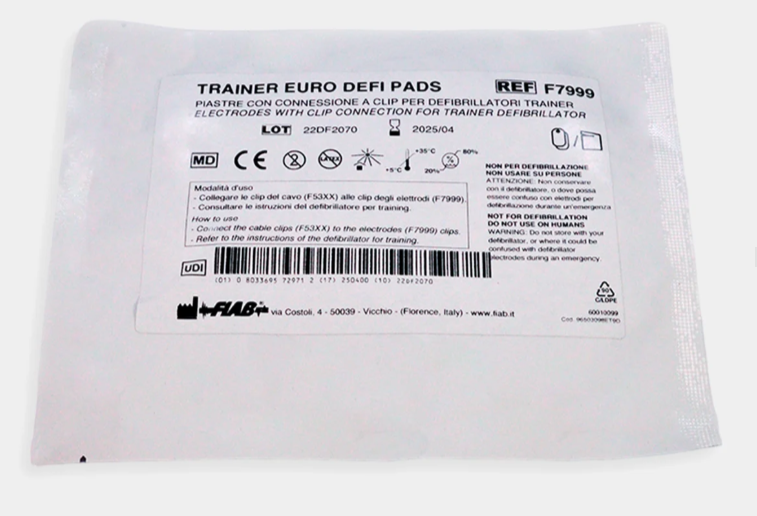 TRAINER EURO DEFI PADS REF F7999
PIASTRE CON CONNESSIONE A CLIP PER DEFIBRILLATORI TRAINER
ELECTRODES WITH CLIP CONNECTION FOR TRAINER DEFIBRILLATOR
LOT 22DF2070 2025/04
MD CE LATEX +5°C +35°C 20% 80%
NON PER DEFIBRILLAZIONE
NON USARE SU PERSONE
ATTENZIONE: Non conservare
con il defibrillatore, o dove possa
essere confuso con elettrodi per
defibrillazione durante un'emergenza
NOT FOR DEFIBRILLATION
DO NOT USE ON HUMANS
WARNING: Do not store with your
defibrillator, or where it could be
confused with defibrillator
electrodes during an emergency
Modalità d'uso
- Collegare le clip del cavo (F53XX) alle clip degli elettrodi (F7999).
- Consultare le istruzioni del defibrillatore per training.
How to use
- Connect the cable clips (F53XX) to the electrodes (F7999) clips.
- Refer to the instructions of the defibrillator for training.
UDI
(01) 0 8033695 72971 2 (17) 250400 (10) 22DF2070
FIAB via Costoli, 4 - 50039 - Vicchio - (Florence, Italy) - www.fiab.it
90
C/LDPE
60010099
Cod.